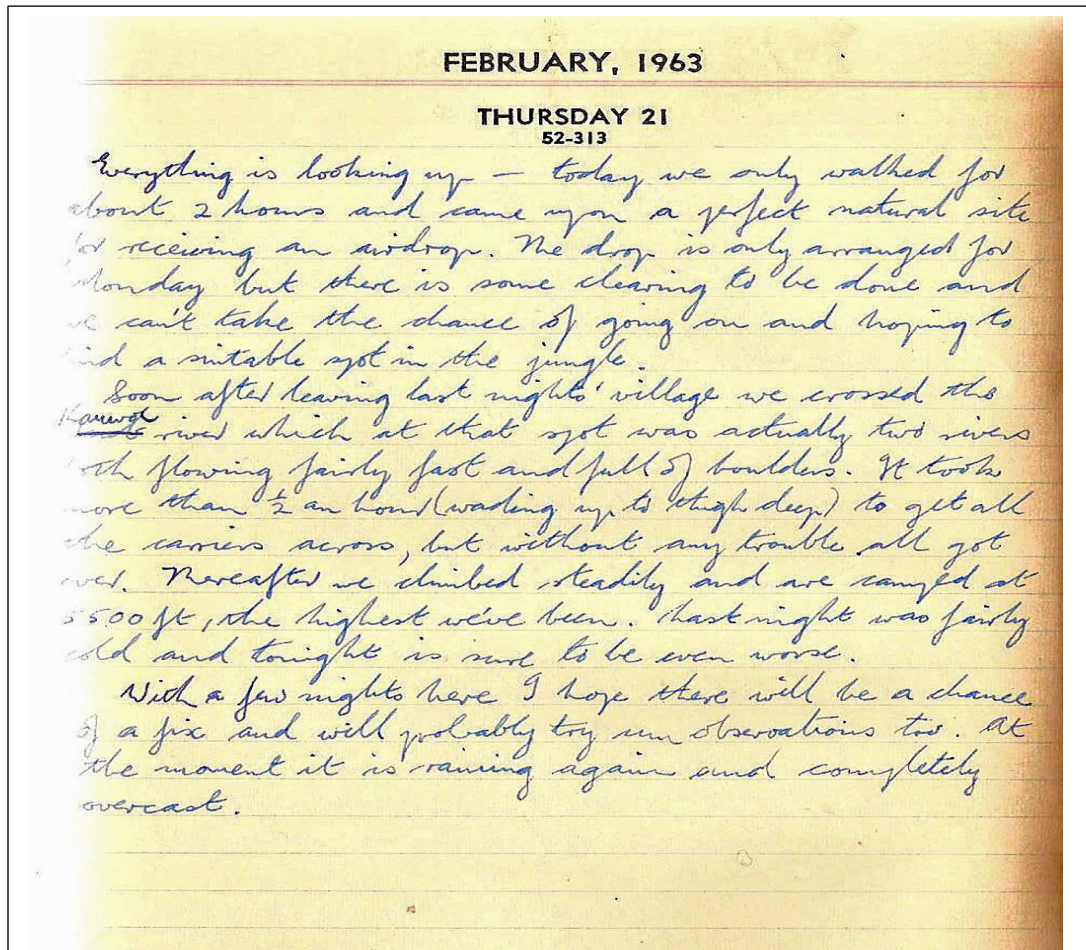 FEBRUARY, 1963
THURSDAY 21
52-313
Everything is looking up – today we only walked for
about 2 hours and came upon a perfect natural site
for receiving an airdrop. The drop is only arranged for
Monday but there is some clearing to be done and
we can't take the chance of going on and hoping to
find a suitable spot in the jungle.
Soon after leaving last nights' village we crossed the
river which at that spot was actually two rivers
both flowing fairly fast and full of boulders. It took
more than ½ an hour (wading up to thigh deep) to get all
the carriers across, but without any trouble all got
over. Thereafter we climbed steadily and are camped at
5500 ft, the highest we've been. Last night was fairly
cold and tonight is sure to be even worse.
With a few nights here I hope there will be a chance
of a fix and will probably try sun observations too. At
the moment it is raining again and completely
overcast.